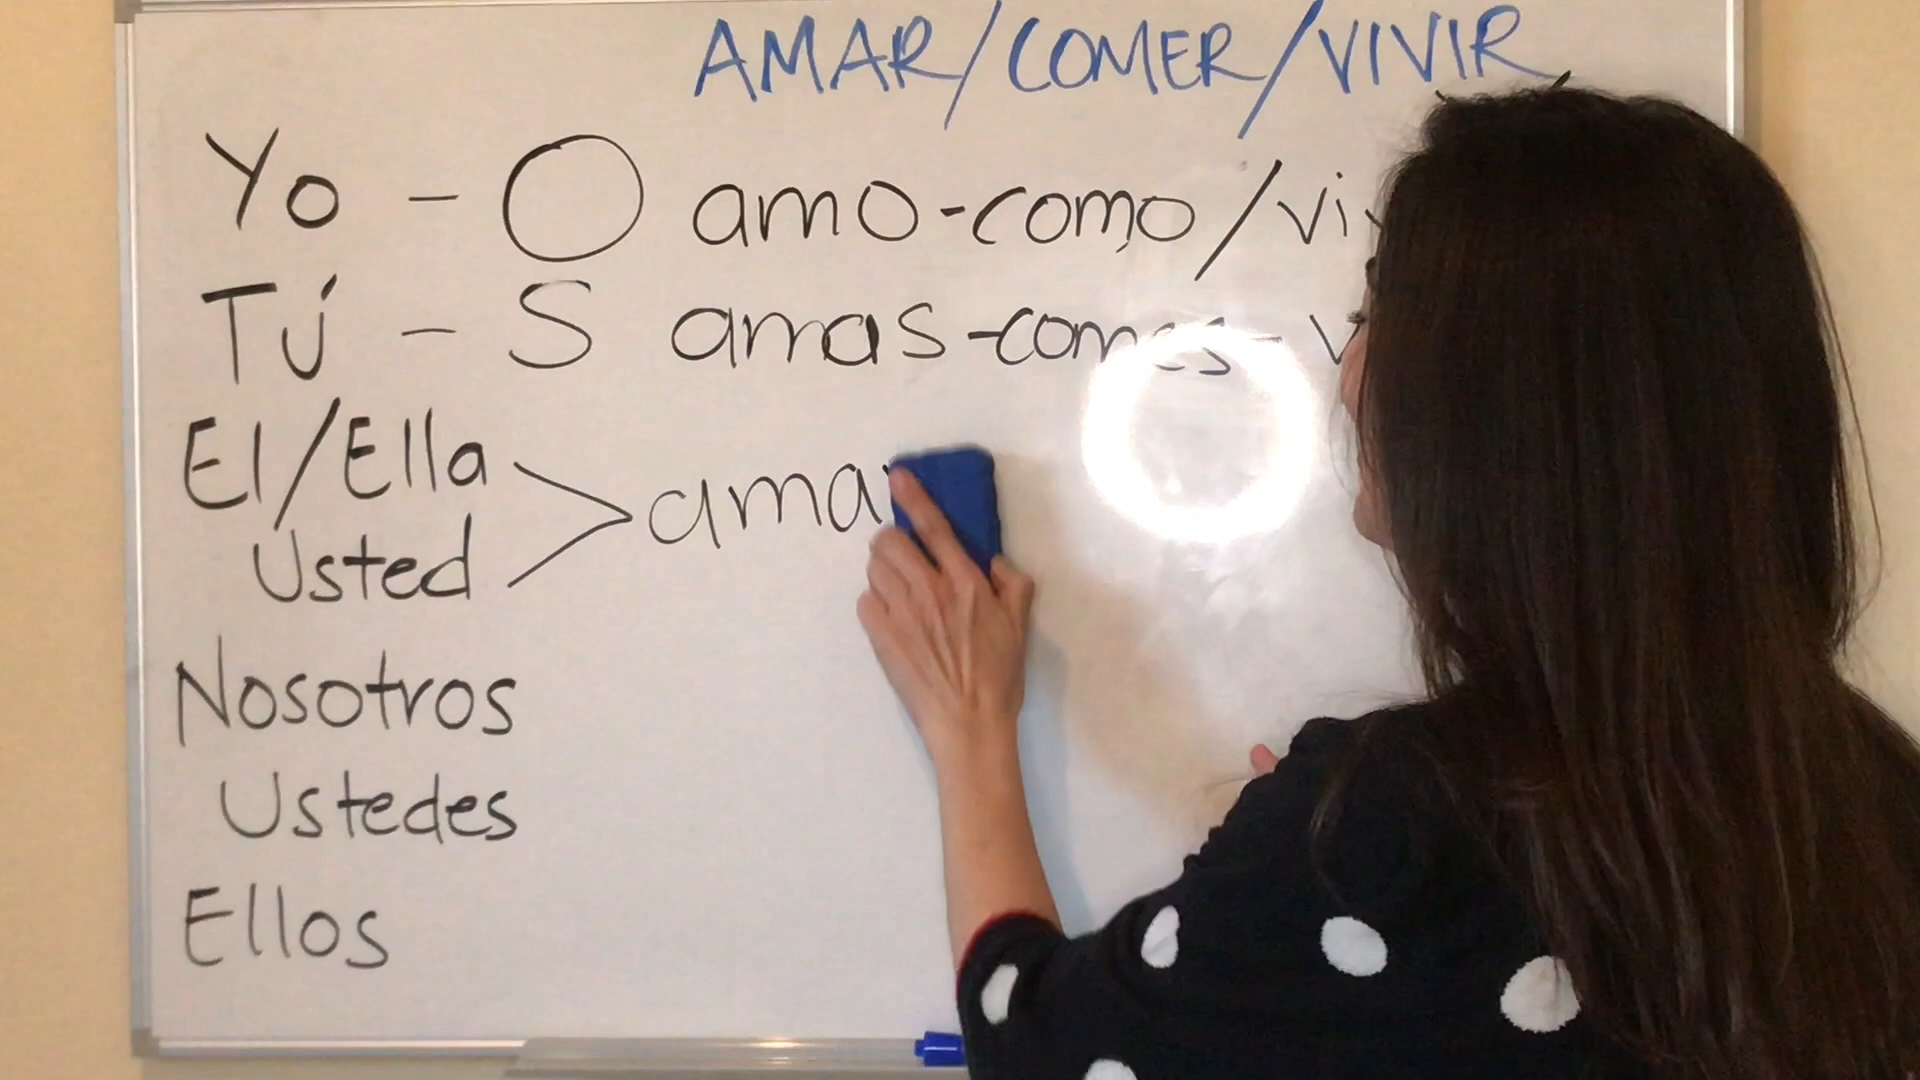 AMAR/COMER/VIVIR
Yo - O amo-como/vi
Tú - S amas-comes-v
El/Ella
Usted > ama
Nosotros
Ustedes
Ellos